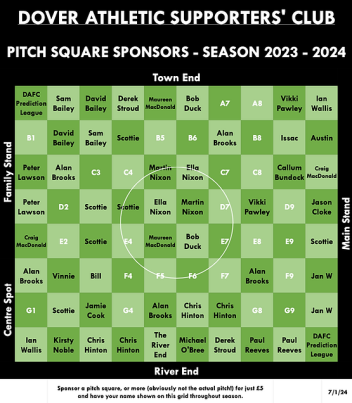 DOVER ATHLETIC SUPPORTERS' CLUB
PITCH SQUARE SPONSORS - SEASON 2023 - 2024
Town End
Family Stand
Centre Spot
Main Stand
DAFC Prediction League Sam Bailey David Bailey Derek Stroud Maureen MacDonald Bob Duck A7 A8 Vikki Pawley Ian Wallis
B1 David Bailey Sam Bailey Scottie B5 B6 Alan Brooks B8 Issac Austin
Peter Lawson Alan Brooks C3 C4 Martin Nixon Ella Nixon C7 C8 Callum Bundock Craig MacDonald
Peter Lawson D2 Scottie Scottie Ella Nixon Martin Nixon D7 Vikki Pawley D9 Jason Cloke
Craig MacDonald E2 Scottie E4 Maureen MacDonald Bob Duck E7 E8 E9 Scottie
Alan Brooks Vinnie Bill F4 F5 F6 F7 Alan Brooks F9 Jan W
G1 Scottie Jamie Cook G4 Alan Brooks Chris Hinton Chris Hinton G8 G9 Jan W
Ian Wallis Kirsty Noble Chris Hinton Chris Hinton The River End Michael O'Bree Derek Stroud Paul Reeves Paul Reeves DAFC Prediction League
River End
Sponsor a pitch square, or more (obviously not the actual pitch!) for just £5
and have your name shown on this grid throughout season.
7/1/24